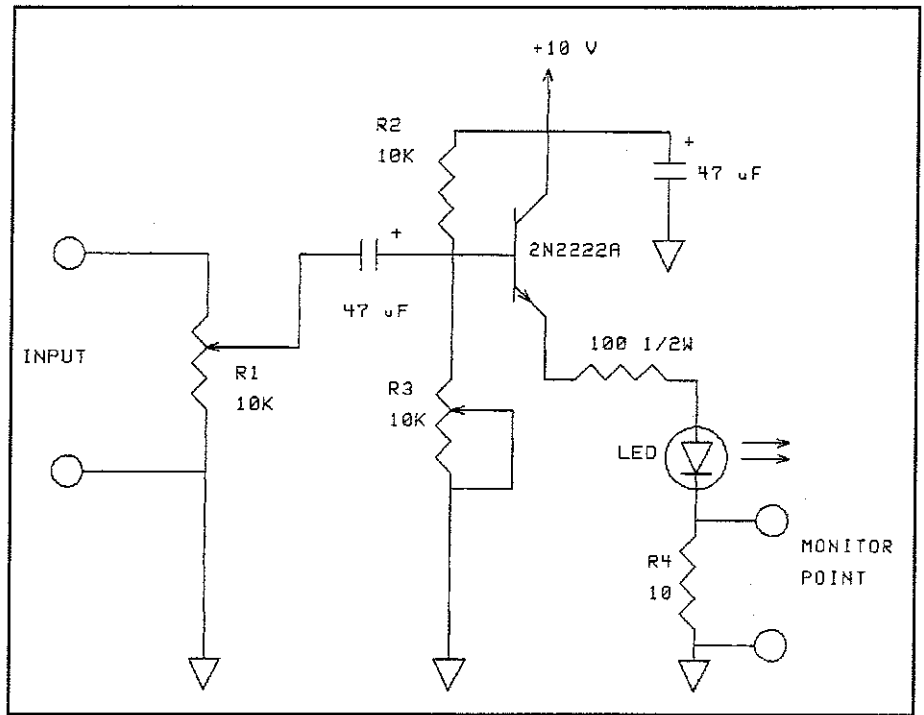 +10 V
R2
10K
+
47 uF
+
2N2222A
47 uF
INPUT
R1
10K
100 1/2W
R3
10K
LED
MONITOR
POINT
R4
10